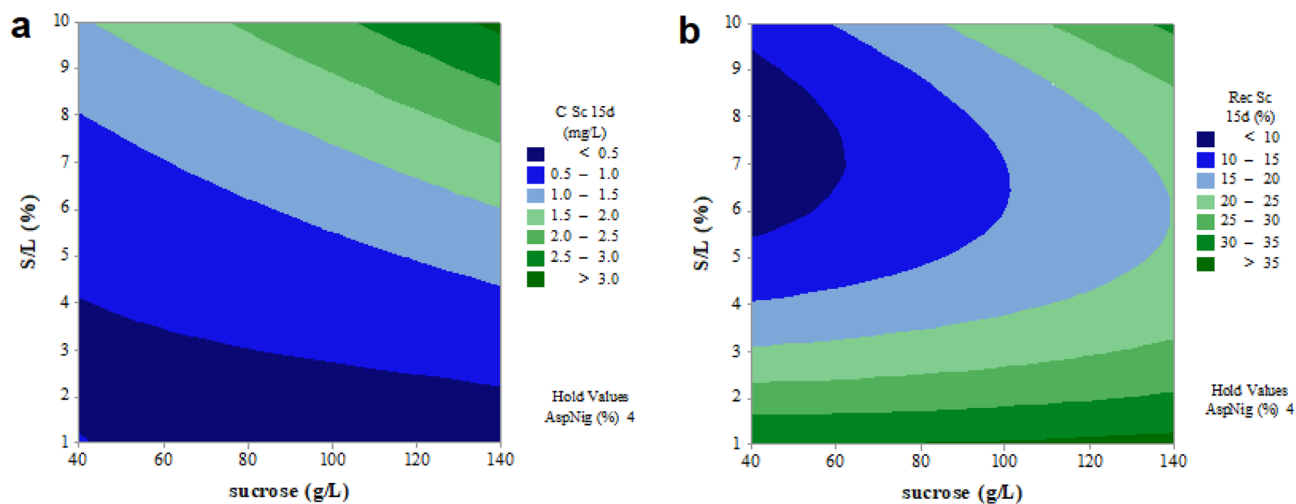 a
10
9
8
7
6
5
4
3
2
1
S/L (%)
40
60
80
100
120
140
sucrose (g/L)
C Sc 15d
(mg/L)
< 0.5
0.5 – 1.0
1.0 – 1.5
1.5 – 2.0
2.0 – 2.5
2.5 – 3.0
> 3.0
Hold Values
AspNig (%) 4
b
10
9
8
7
6
5
4
3
2
1
S/L (%)
40
60
80
100
120
140
sucrose (g/L)
Rec Sc
15d (%)
< 10
10 – 15
15 – 20
20 – 25
25 – 30
30 – 35
> 35
Hold Values
AspNig (%) 4